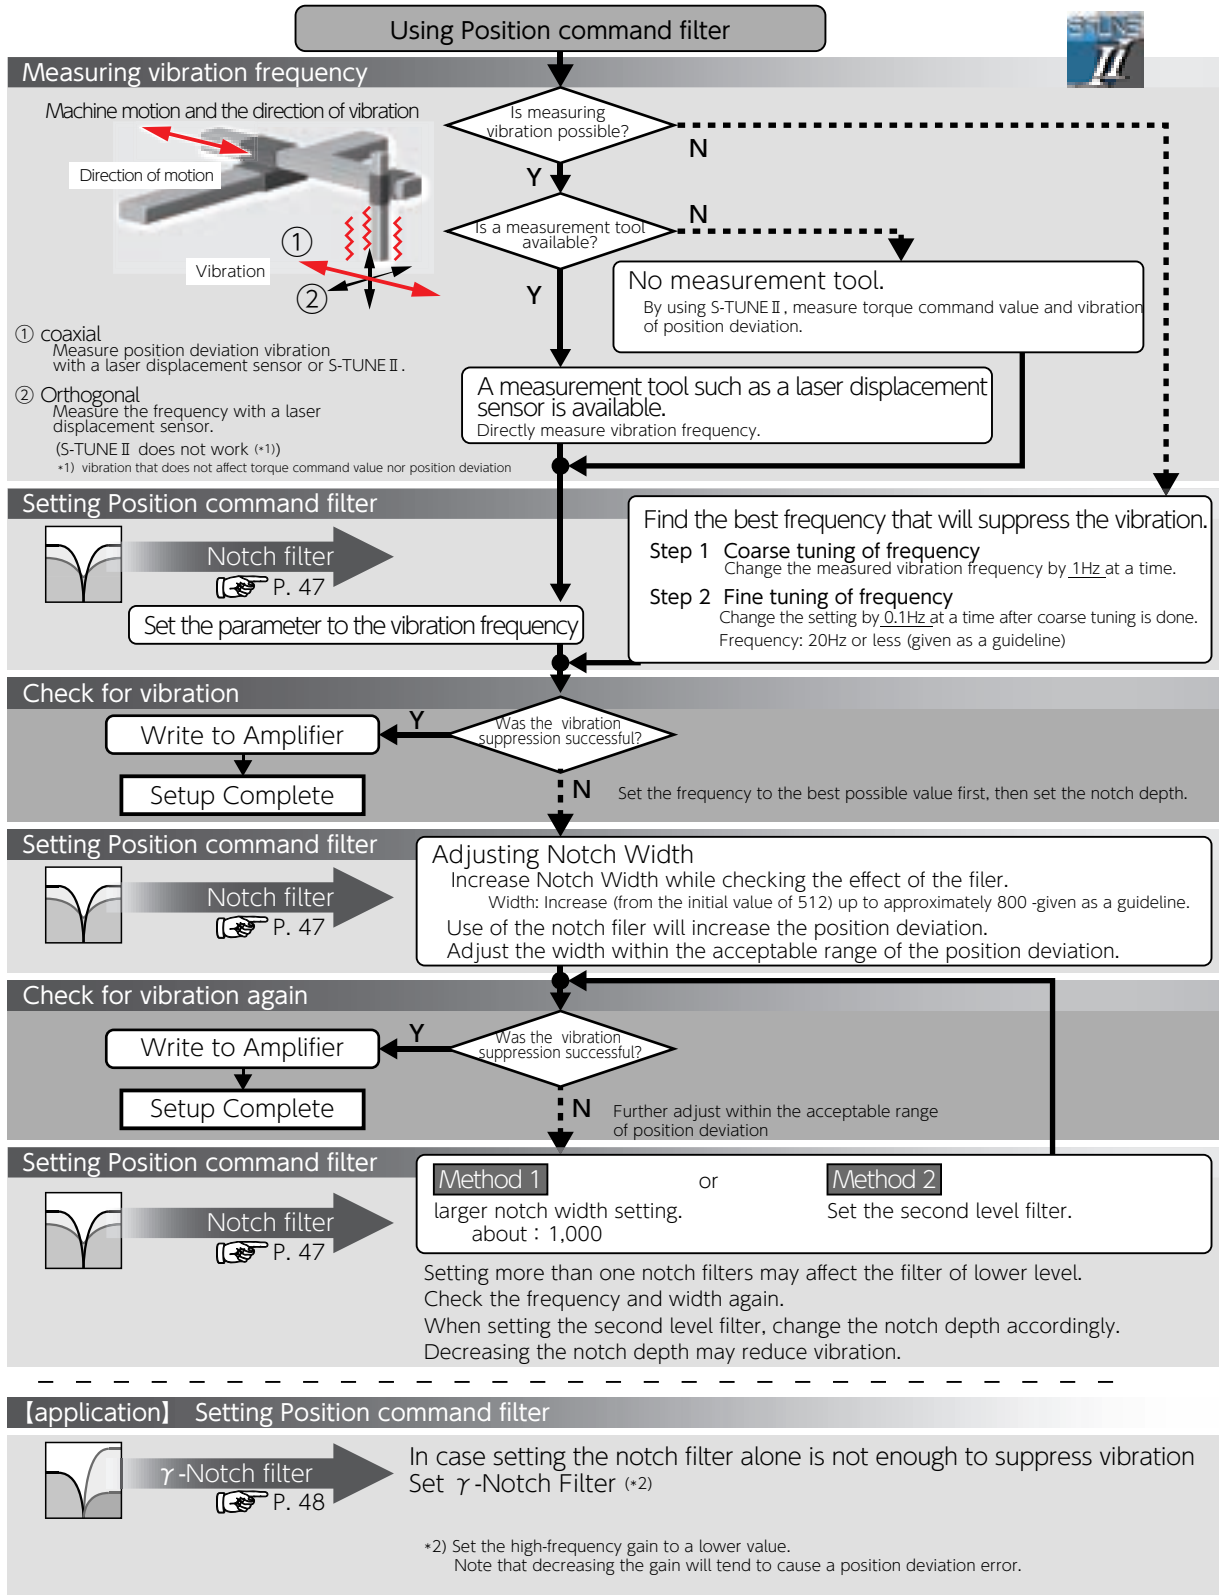 Using Position command filter
S-TUNE
II
Measuring vibration frequency
Machine motion and the direction of vibration
Direction of motion
Vibration
①
②
① coaxial
Measure position deviation vibration
with a laser displacement sensor or S-TUNEⅡ.
② Orthogonal
Measure the frequency with a laser
displacement sensor.
(S-TUNEⅡ does not work (*1))
*1) vibration that does not affect torque command value nor position deviation
Is measuring
vibration possible?
N
Y
Is a measurement tool
available?
N
Y
No measurement tool.
By using S-TUNEⅡ, measure torque command value and vibration
of position deviation.
A measurement tool such as a laser displacement
sensor is available.
Directly measure vibration frequency.
Setting Position command filter
Notch filter
P. 47
Set the parameter to the vibration frequency
Find the best frequency that will suppress the vibration.
Step 1 Coarse tuning of frequency
Change the measured vibration frequency by 1Hz at a time.
Step 2 Fine tuning of frequency
Change the setting by 0.1Hz at a time after coarse tuning is done.
Frequency: 20Hz or less (given as a guideline)
Check for vibration
Was the vibration
suppression successful?
Y
Write to Amplifier
Setup Complete
N
Set the frequency to the best possible value first, then set the notch depth.
Setting Position command filter
Notch filter
P. 47
Adjusting Notch Width
Increase Notch Width while checking the effect of the filer.
Width: Increase (from the initial value of 512) up to approximately 800 -given as a guideline.
Use of the notch filer will increase the position deviation.
Adjust the width within the acceptable range of the position deviation.
Check for vibration again
Was the vibration
suppression successful?
Y
Write to Amplifier
Setup Complete
N
Further adjust within the acceptable range
of position deviation
Setting Position command filter
Notch filter
P. 47
Method 1 or Method 2
larger notch width setting. Set the second level filter.
about : 1,000
Setting more than one notch filters may affect the filter of lower level.
Check the frequency and width again.
When setting the second level filter, change the notch depth accordingly.
Decreasing the notch depth may reduce vibration.
【application】 Setting Position command filter
γ-Notch filter
P. 48
In case setting the notch filter alone is not enough to suppress vibration
Set γ-Notch Filter (*2)
*2) Set the high-frequency gain to a lower value.
Note that decreasing the gain will tend to cause a position deviation error.